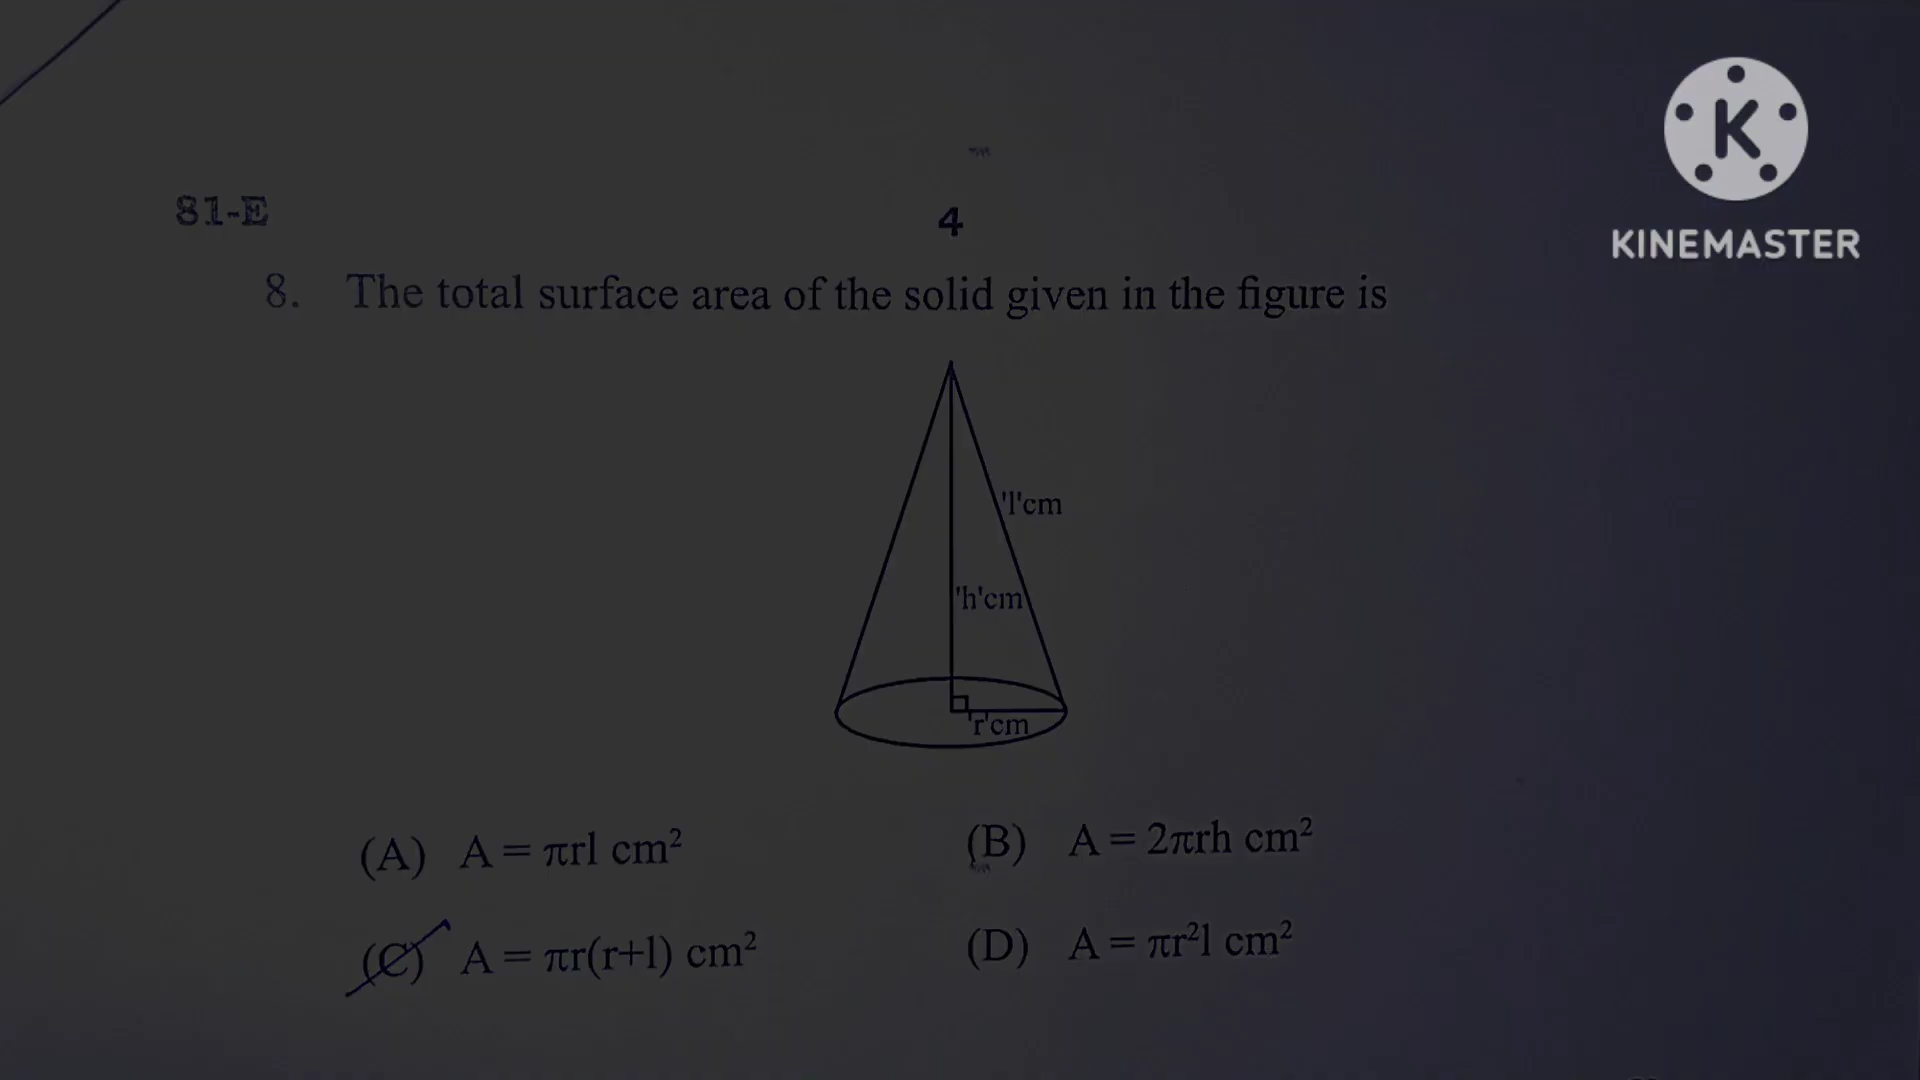 KINEMASTER
81-E
4
8. The total surface area of the solid given in the figure is
'l'cm
'h'cm
'r'cm
(A) A = πrl cm²
(B) A = 2πrh cm²
(C) A = πr(r+l) cm²
(D) A = πr²l cm²